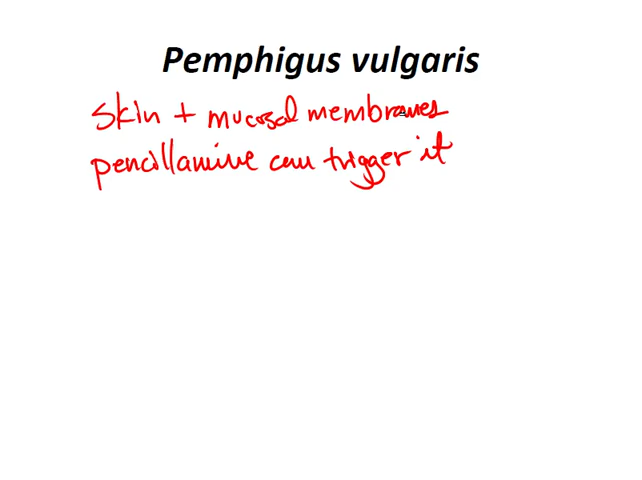 Pemphigus vulgaris
skin + mucosal membranes
pencillamine can trigger it